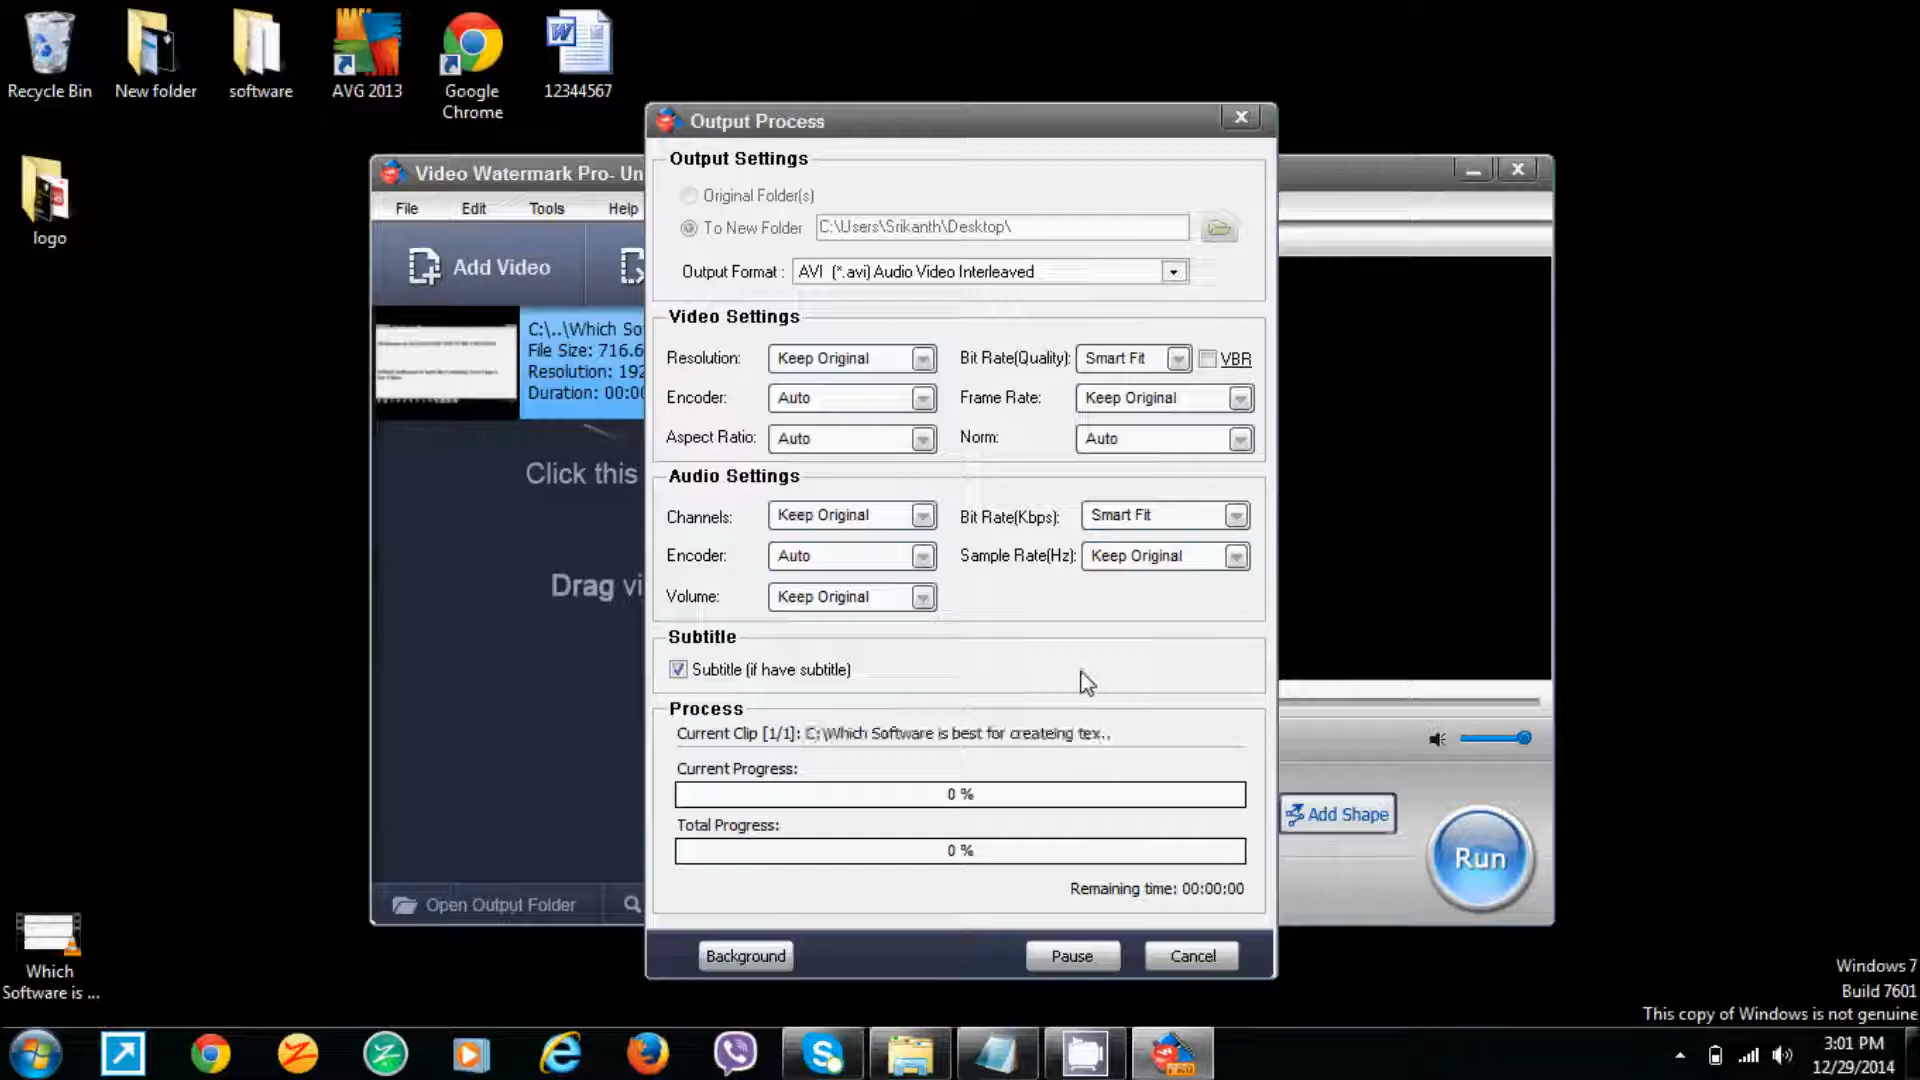 Recycle Bin
New folder
software
AVG 2013
Google
Chrome
12344567
logo
Video Watermark Pro- Un
File
Edit
Tools
Help
Add Video
C:\..\Which So
File Size: 716.6
Resolution: 192
Duration: 00:00
Click this
Drag vi
Open Output Folder
Output Process
Output Settings
Original Folder(s)
To New Folder
C:\Users\Srikanth\Desktop\
Output Format :
AVI (*.avi) Audio Video Interleaved
Video Settings
Resolution:
Keep Original
Bit Rate(Quality):
Smart Fit
VBR
Encoder:
Auto
Frame Rate:
Keep Original
Aspect Ratio:
Auto
Norm:
Auto
Audio Settings
Channels:
Keep Original
Bit Rate(Kbps):
Smart Fit
Encoder:
Auto
Sample Rate(Hz):
Keep Original
Volume:
Keep Original
Subtitle
Subtitle (if have subtitle)
Process
Current Clip [1/1]: C:\Which Software is best for createing tex..
Current Progress:
0 %
Total Progress:
0 %
Remaining time: 00:00:00
Background
Pause
Cancel
Add Shape
Run
Which
Software is ...
Windows 7
Build 7601
This copy of Windows is not genuine
PRO
3:01 PM
12/29/2014